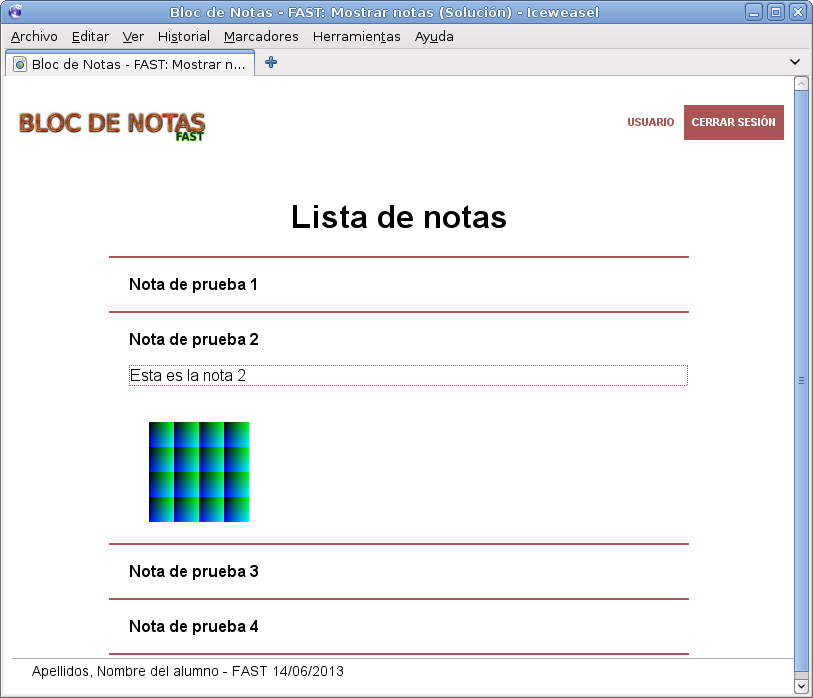 Bloc de Notas - FAST: Mostrar notas (Solución) - Iceweasel
Archivo Editar Ver Historial Marcadores Herramientas Ayuda
Bloc de Notas - FAST: Mostrar n...
BLOC DE NOTAS
FAST
USUARIO CERRAR SESIÓN
Lista de notas
Nota de prueba 1
Nota de prueba 2
Esta es la nota 2
Nota de prueba 3
Nota de prueba 4
Apellidos, Nombre del alumno - FAST 14/06/2013